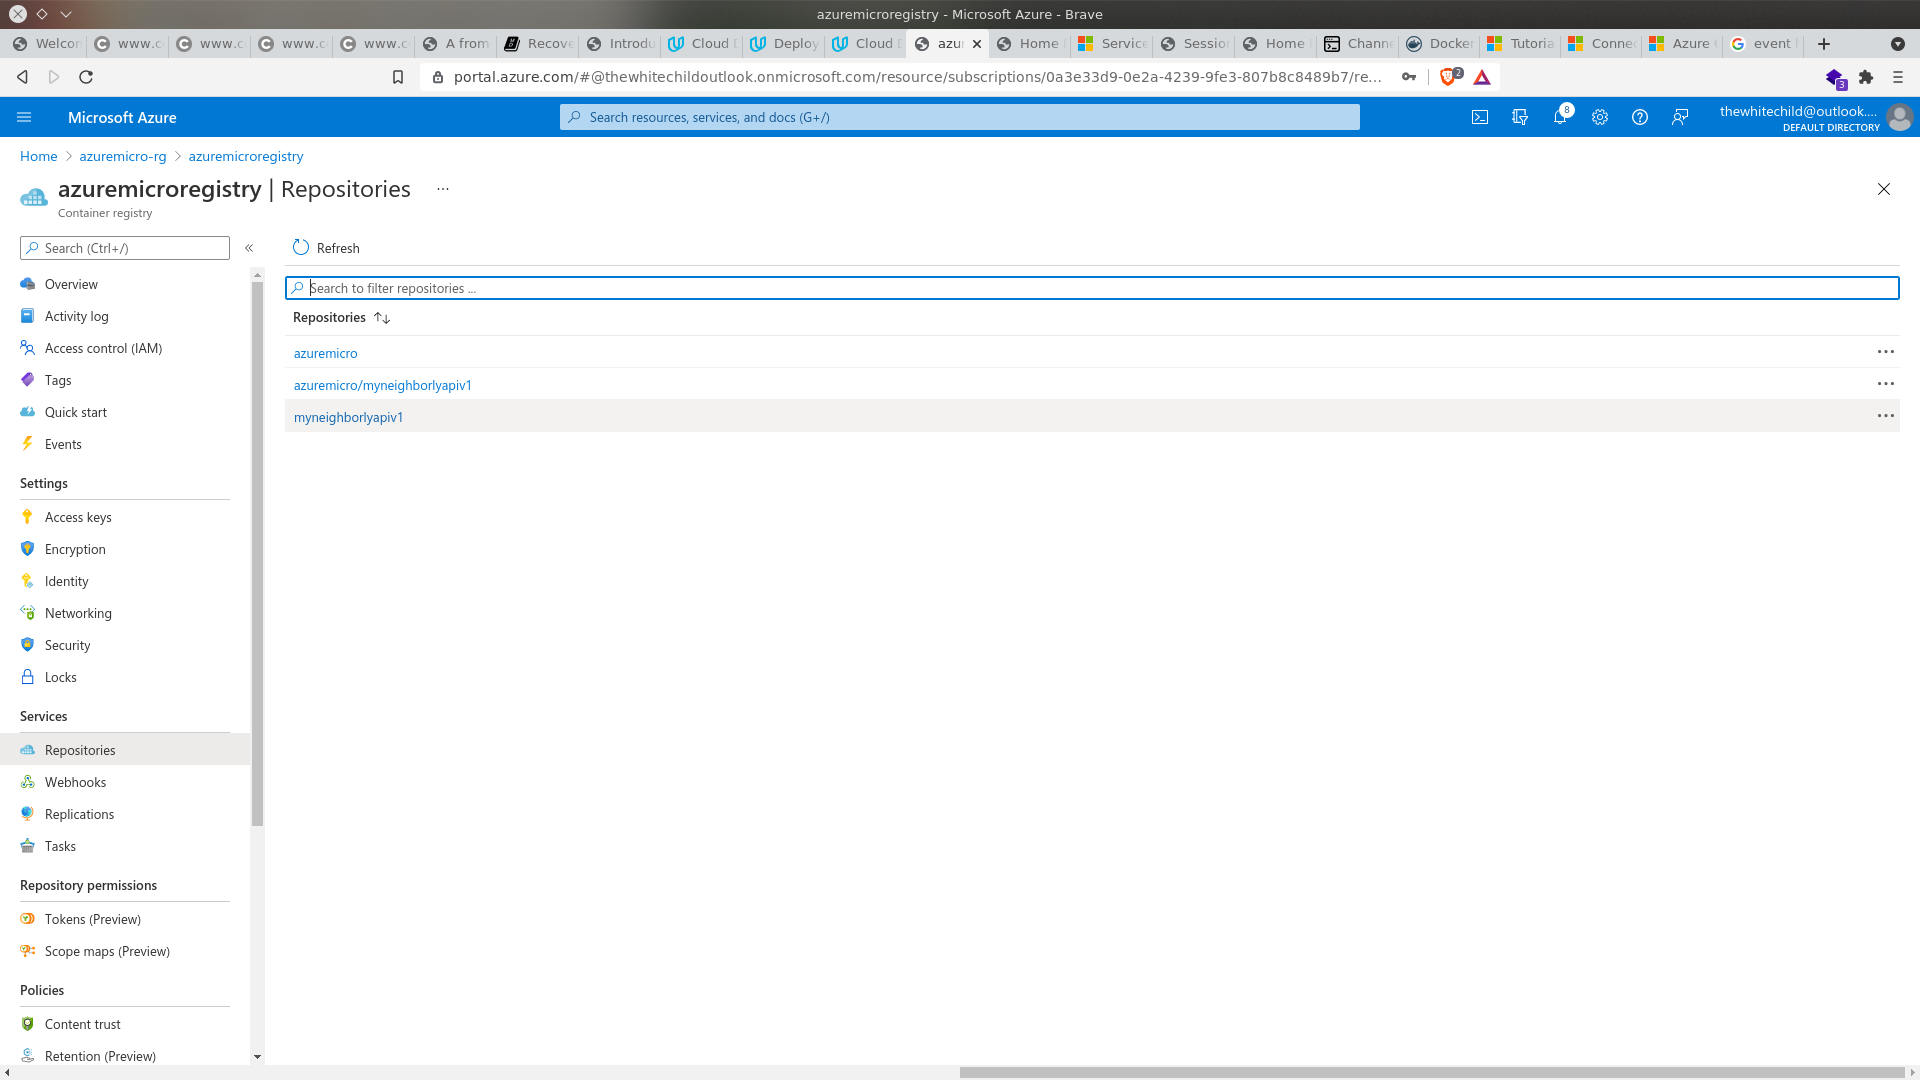 azuremicroregistry - Microsoft Azure - Brave
Welcon www.c www.c www.c www.c A from Recove Introdu Cloud D Deploy Cloud D azur Home Service Session Home Channe Docker Tutoria Connec Azure event
portal.azure.com/#@thewhitechildoutlook.onmicrosoft.com/resource/subscriptions/0a3e33d9-0e2a-4239-9fe3-807b8c8489b7/re... 2 3
Microsoft Azure
Search resources, services, and docs (G+/)
8
thewhitechild@outlook....
DEFAULT DIRECTORY
Home > azuremicro-rg > azuremicroregistry
azuremicroregistry | Repositories ...
Container registry
Search (Ctrl+/) «
Refresh
Search to filter repositories ...
Repositories
azuremicro
azuremicro/myneighborlyapiv1
myneighborlyapiv1
Overview
Activity log
Access control (IAM)
Tags
Quick start
Events
Settings
Access keys
Encryption
Identity
Networking
Security
Locks
Services
Repositories
Webhooks
Replications
Tasks
Repository permissions
Tokens (Preview)
Scope maps (Preview)
Policies
Content trust
Retention (Preview)